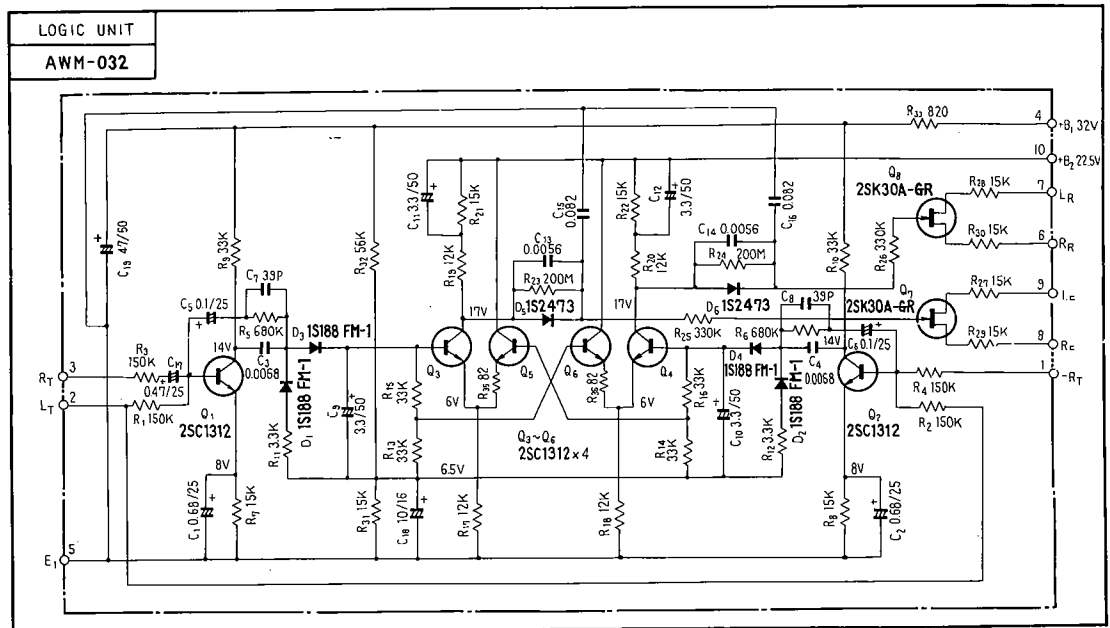 LOGIC UNIT
AWM-032
R33 820
4
+B1 32V
10
+B2 22.5V
Q8
2SK30A-GR
R28 15K
7
LR
R30 15K
6
RR
R27 15K
9
R29 15K
8
1
-RT
R4 150K
R2 150K
Q7
2SK30A-GR
R26 330K
R10 33K
C16 0.082
C14 0.0056
R24 200M
1S2473
D6
C12
3.3/50
R22 15K
R20
12K
17V
C15
0.082
C13
0.0056
R23 200M
D5
1S2473
R25 330K
C11 3.3/50
R21 15K
R19 12K
17V
R32 56K
C19 47/50
R9 33K
C7 39P
R5 680K
C5 0.1/25
14V
C3
0.0068
D3
1S188 FM-1
D1 1S188 FM-1
R11 3.3K
C9
3.3/50
R15
33K
R13
33K
Q3
Q5
Q6
Q4
R35 82
R36 82
6V
6V
Q3~Q6
2SC1312×4
R16 33K
R14
33K
C10 3.3/50
R12 3.3K
D2
1S188 FM-1
D4
1S188 FM-1
R6 680K
C8 39P
C6 0.1/25
14V
C4
0.0068
Q2
2SC1312
3
RT
R3
150K
0.47/25
2
LT
R1 150K
Q1
2SC1312
8V
C1 0.68/25
R7 15K
R31 15K
6.5V
C18 10/16
R17 12K
R18 12K
8V
R8 15K
C2 0.68/25
5
E1